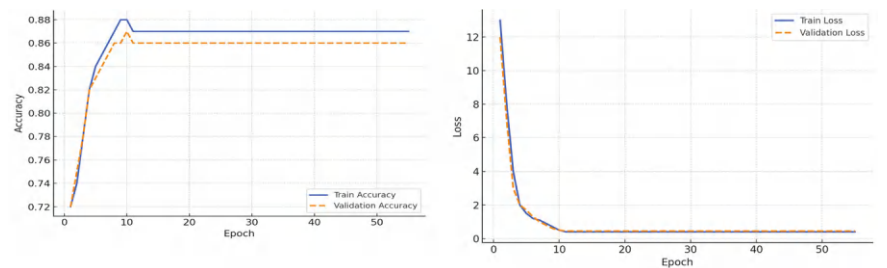 0.88
0.86
0.84
0.82
0.80
0.78
0.76
0.74
0.72
Accuracy
0 10 20 30 40 50
Epoch
Train Accuracy
Validation Accuracy
12
10
8
6
4
2
0
Loss
0 10 20 30 40 50
Epoch
Train Loss
Validation Loss